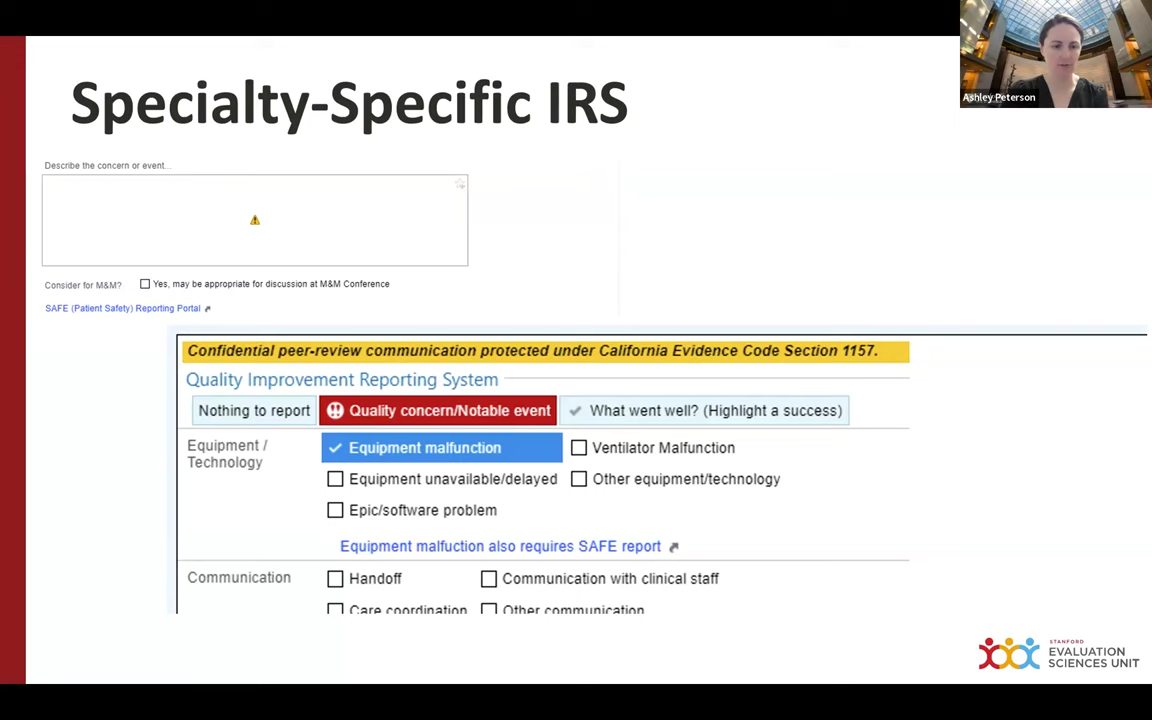 Ashley Peterson
Specialty-Specific IRS
Describe the concern or event...
Consider for M&M? Yes, may be appropriate for discussion at M&M Conference
SAFE (Patient Safety) Reporting Portal
Confidential peer-review communication protected under California Evidence Code Section 1157.
Quality Improvement Reporting System
Nothing to report Quality concern/Notable event What went well? (Highlight a success)
Equipment / Technology
Equipment malfunction Ventilator Malfunction
Equipment unavailable/delayed Other equipment/technology
Epic/software problem
Equipment malfuction also requires SAFE report
Communication Handoff Communication with clinical staff
Care coordination Other communication
STANFORD
EVALUATION
SCIENCES UNIT